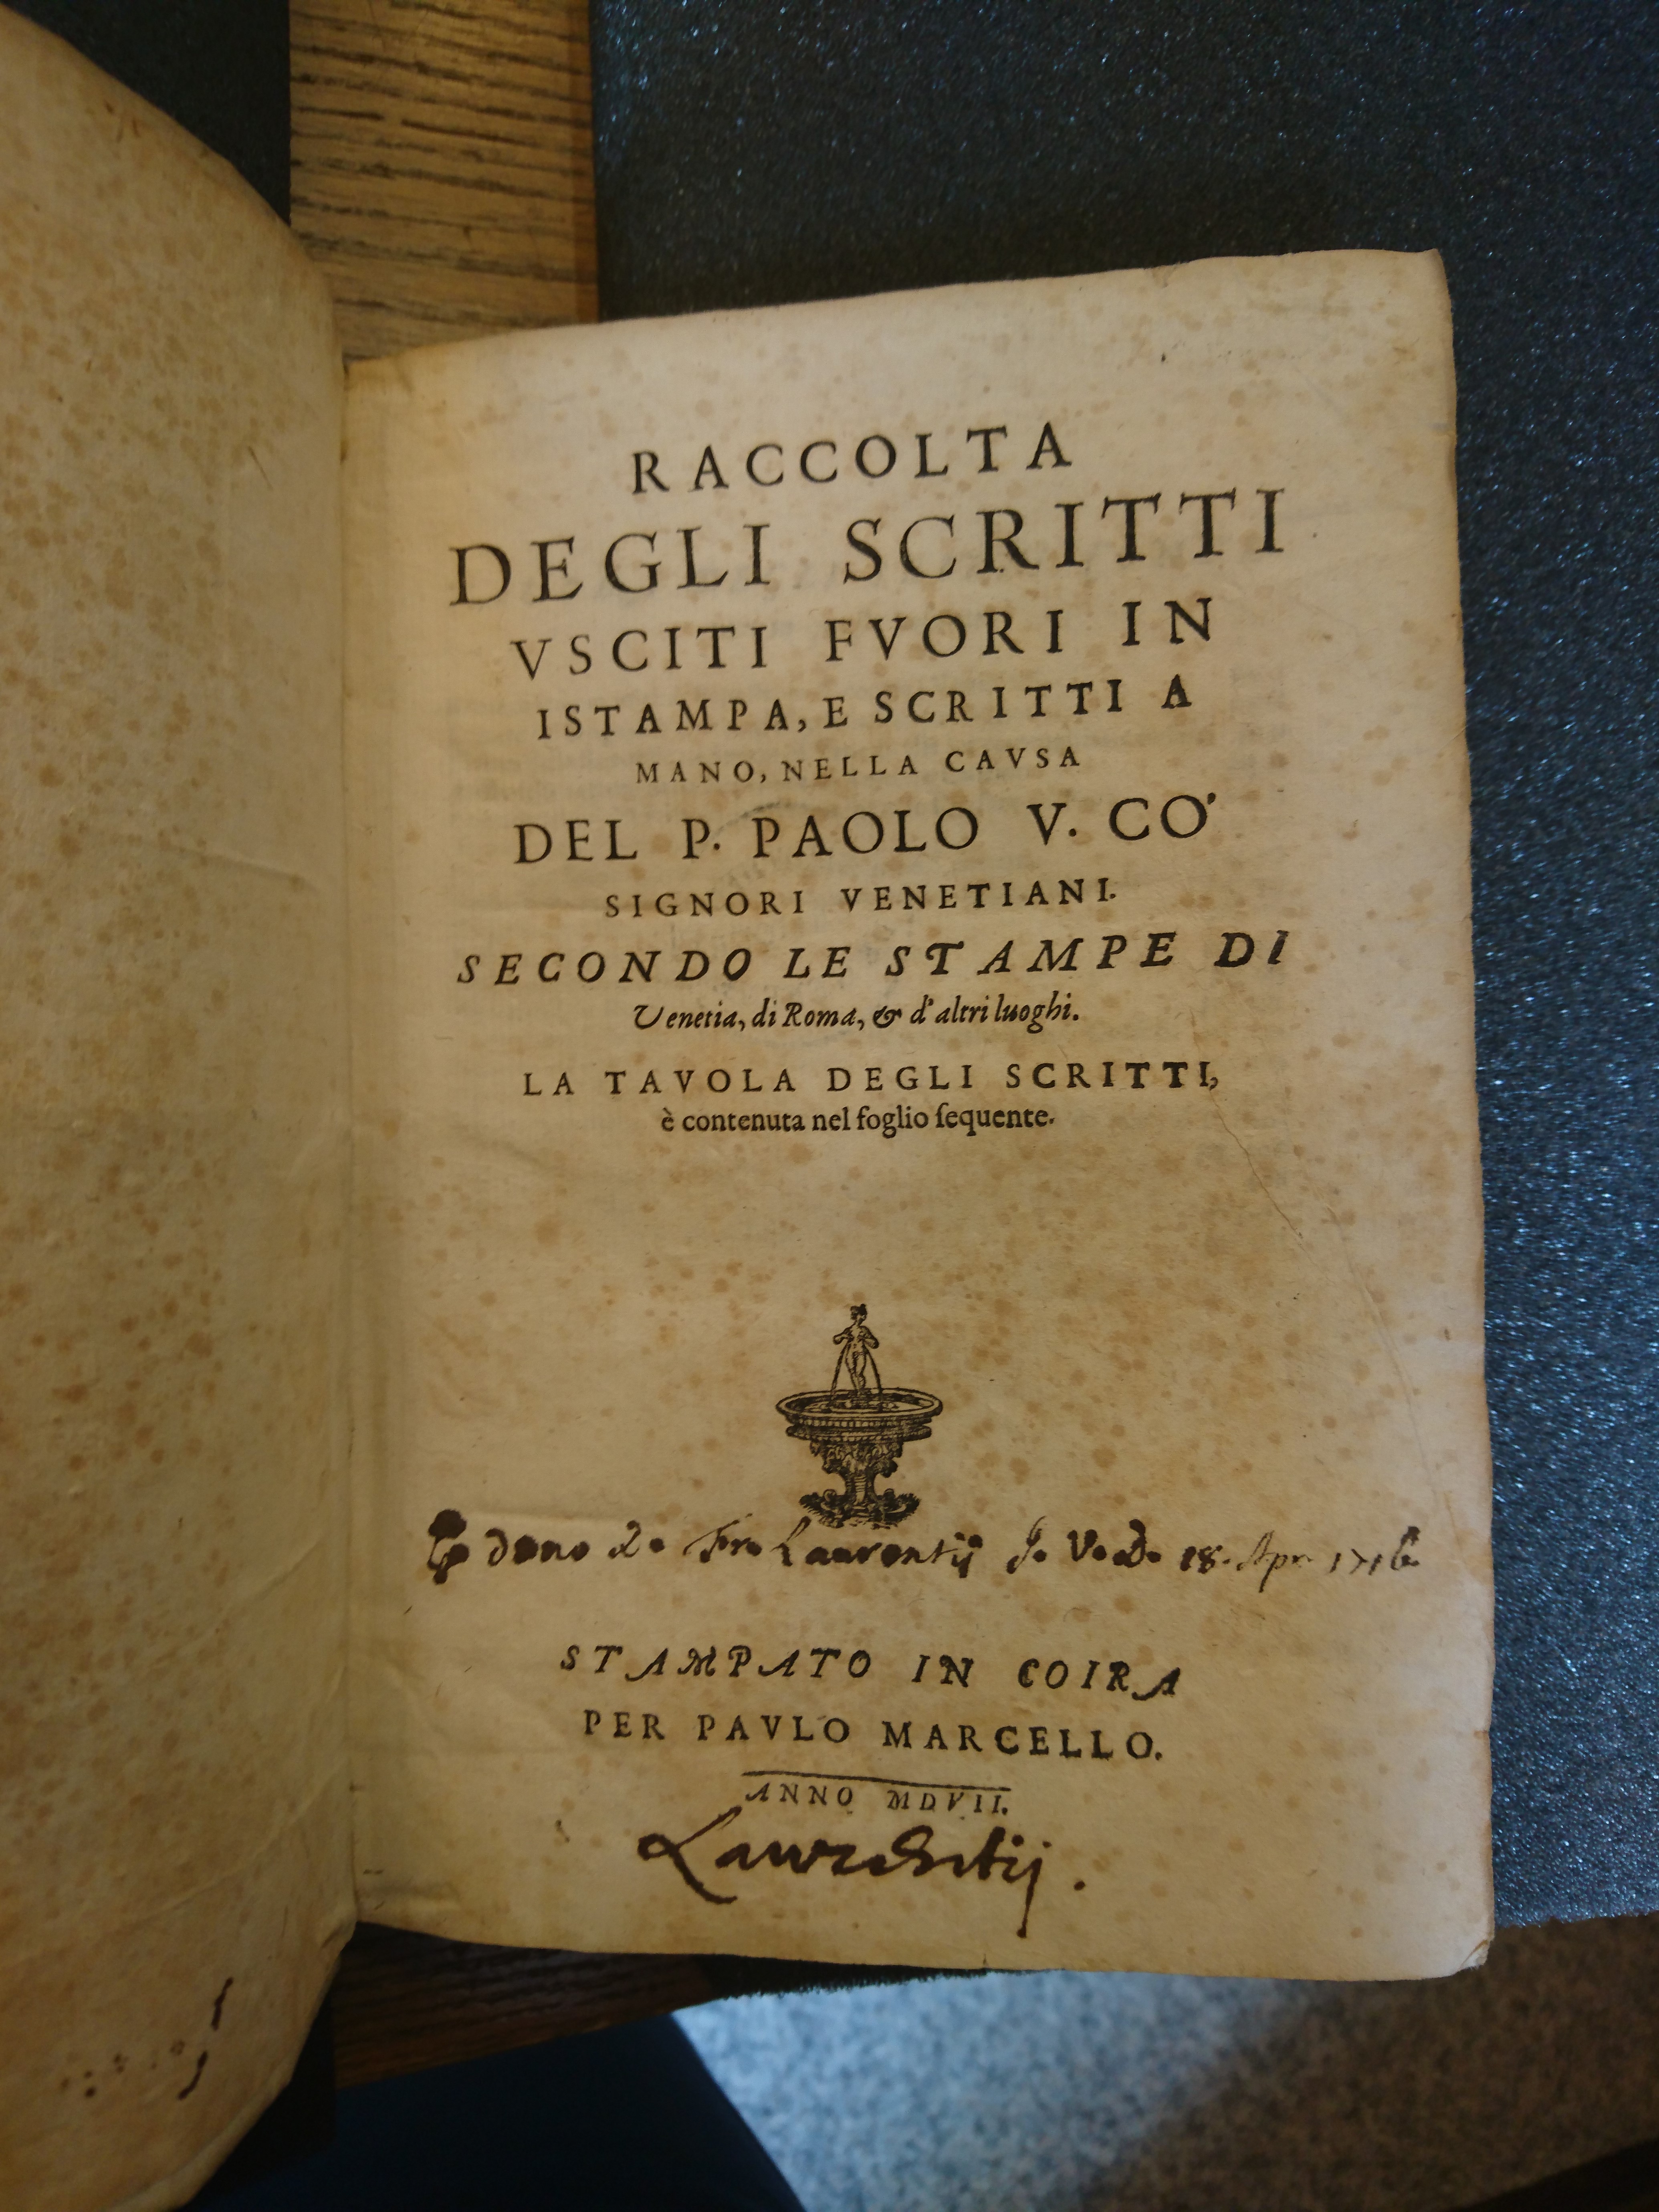 RACCOLTA
DEGLI SCRITTI
VSCITI FVORI IN
ISTAMPA, E SCRITTI A
MANO, NELLA CAVSA
DEL P. PAOLO V. CO'
SIGNORI VENETIANI.
SECONDO LE STAMPE DI
Venetia, di Roma, & d'altri luoghi.
LA TAVOLA DEGLI SCRITTI,
è contenuta nel foglio ſequente.
dono D. Fr. Laurentij J. V. D. 18. Apr. 1716
STAMPATO IN COIRA
PER PAVLO MARCELLO.
ANNO MDVII.
Laurentij.